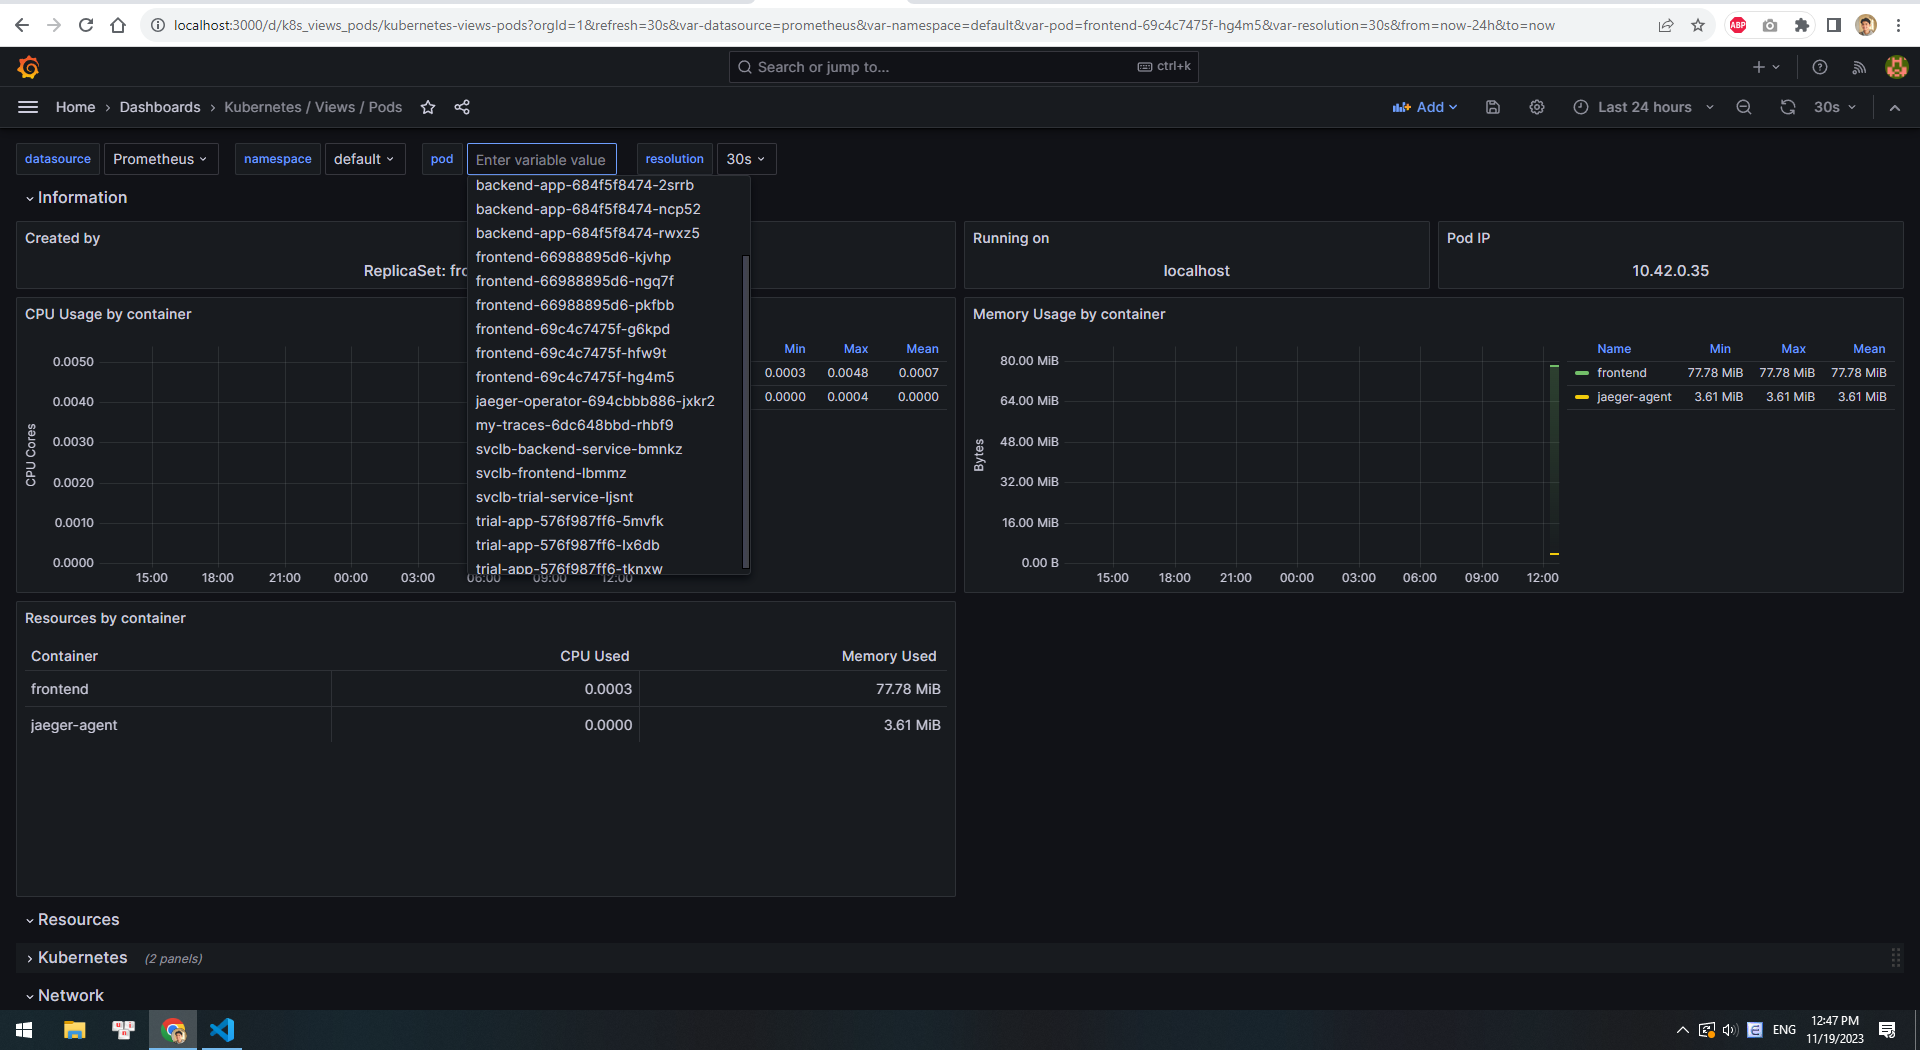 localhost:3000/d/k8s_views_pods/kubernetes-views-pods?orgId=1&refresh=30s&var-datasource=prometheus&var-namespace=default&var-pod=frontend-69c4c7475f-hg4m5&var-resolution=30s&from=now-24h&to=now
ABP
Search or jump to... ctrl+k
Home > Dashboards > Kubernetes / Views / Pods
Add
Last 24 hours
30s
datasource Prometheus namespace default pod Enter variable value resolution 30s
backend-app-684f5f8474-2srrb
backend-app-684f5f8474-ncp52
backend-app-684f5f8474-rwxz5
frontend-66988895d6-kjvhp
frontend-66988895d6-ngq7f
frontend-66988895d6-pkfbb
frontend-69c4c7475f-g6kpd
frontend-69c4c7475f-hfw9t
frontend-69c4c7475f-hg4m5
jaeger-operator-694cbbb886-jxkr2
my-traces-6dc648bbd-rhbf9
svclb-backend-service-bmnkz
svclb-frontend-lbmmz
svclb-trial-service-ljsnt
trial-app-576f987ff6-5mvfk
trial-app-576f987ff6-lx6db
trial-app-576f987ff6-tknxw
Information
Created by
ReplicaSet: fro
Running on
localhost
Pod IP
10.42.0.35
CPU Usage by container
CPU Cores
0.0050
0.0040
0.0030
0.0020
0.0010
0.0000
15:00 18:00 21:00 00:00 03:00 06:00 09:00 12:00
Min Max Mean
0.0003 0.0048 0.0007
0.0000 0.0004 0.0000
Memory Usage by container
Bytes
80.00 MiB
64.00 MiB
48.00 MiB
32.00 MiB
16.00 MiB
0.00 B
15:00 18:00 21:00 00:00 03:00 06:00 09:00 12:00
Name Min Max Mean
frontend 77.78 MiB 77.78 MiB 77.78 MiB
jaeger-agent 3.61 MiB 3.61 MiB 3.61 MiB
Resources by container
Container CPU Used Memory Used
frontend 0.0003 77.78 MiB
jaeger-agent 0.0000 3.61 MiB
Resources
Kubernetes (2 panels)
Network
ENG
12:47 PM
11/19/2023